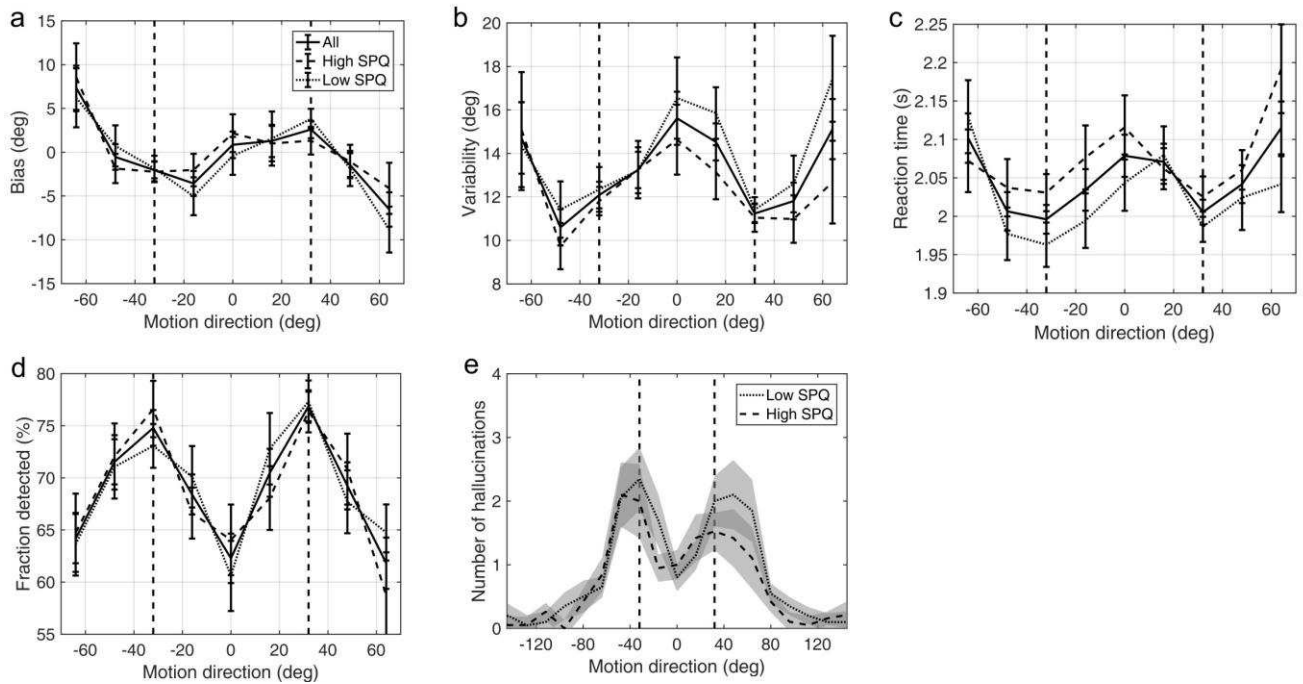 a
15
10
5
0
-5
-10
-15
Bias (deg)
-60 -40 -20 0 20 40 60
Motion direction (deg)
All
High SPQ
Low SPQ
b
20
18
16
14
12
10
8
Variability (deg)
-60 -40 -20 0 20 40 60
Motion direction (deg)
c
2.25
2.2
2.15
2.1
2.05
2
1.95
1.9
Reaction time (s)
-60 -40 -20 0 20 40 60
Motion direction (deg)
d
80
75
70
65
60
55
Fraction detected (%)
-60 -40 -20 0 20 40 60
Motion direction (deg)
e
4
3
2
1
0
Number of hallucinations
-120 -80 -40 0 40 80 120
Motion direction (deg)
Low SPQ
High SPQ